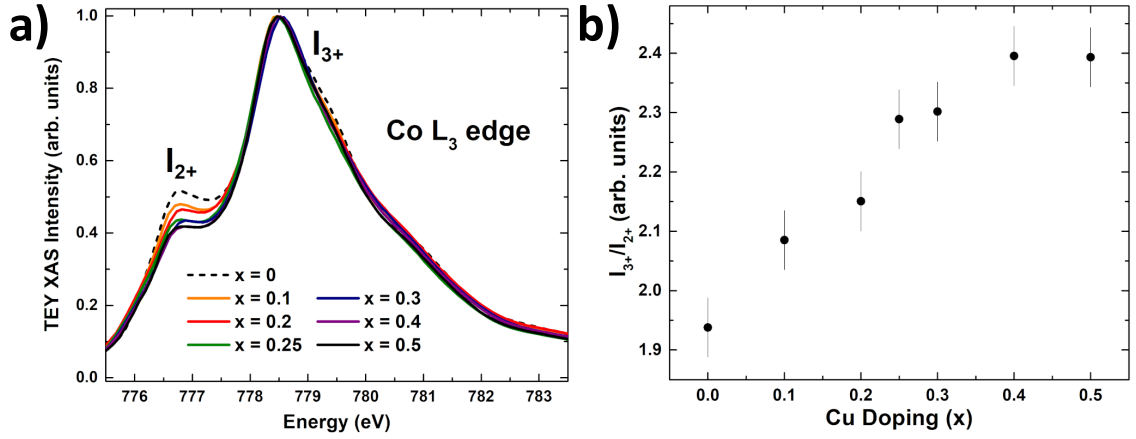 a)
TEY XAS Intensity (arb. units)
1.0
0.8
0.6
0.4
0.2
0.0
I2+
I3+
Co L3 edge
x = 0
x = 0.1
x = 0.2
x = 0.25
x = 0.3
x = 0.4
x = 0.5
776 777 778 779 780 781 782 783
Energy (eV)
b)
I3+/I2+ (arb. units)
2.4
2.3
2.2
2.1
2.0
1.9
0.0 0.1 0.2 0.3 0.4 0.5
Cu Doping (x)